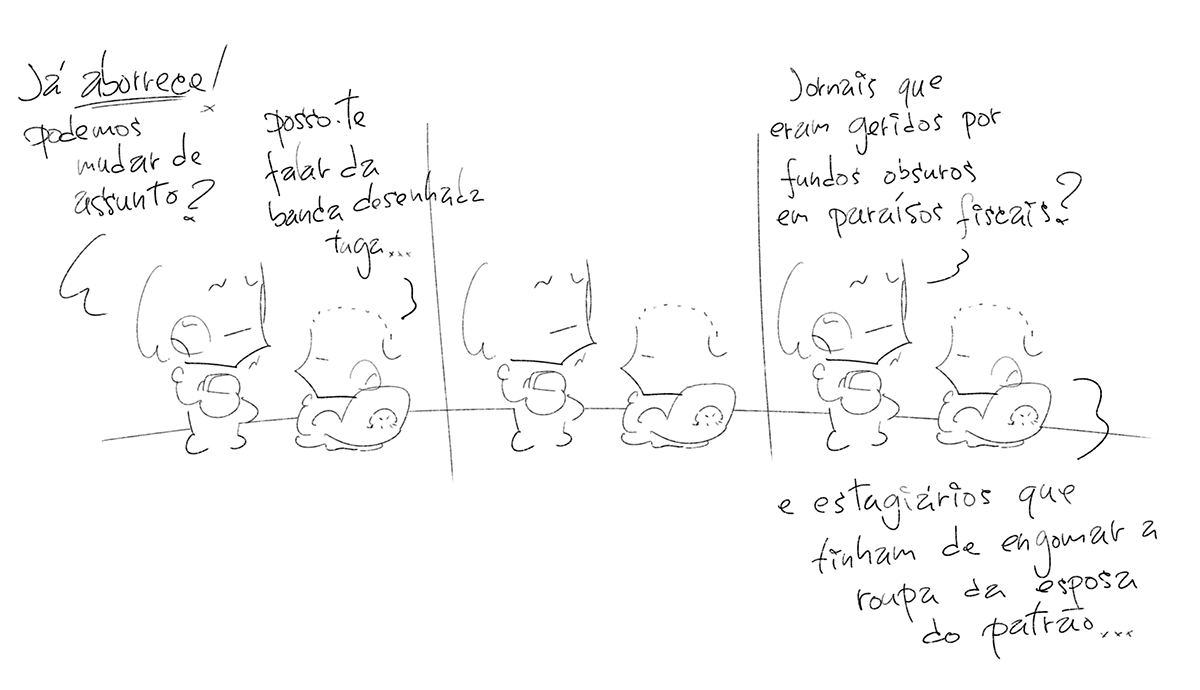 Já aborrece!
podemos
mudar de
assunto?
posso-te
falar da
banda desenhada
tuga...
Jornais que
eram geridos por
fundos obsuros
em paraísos fiscais?
e estagiários que
tinham de engomar a
roupa da esposa
do patrão...